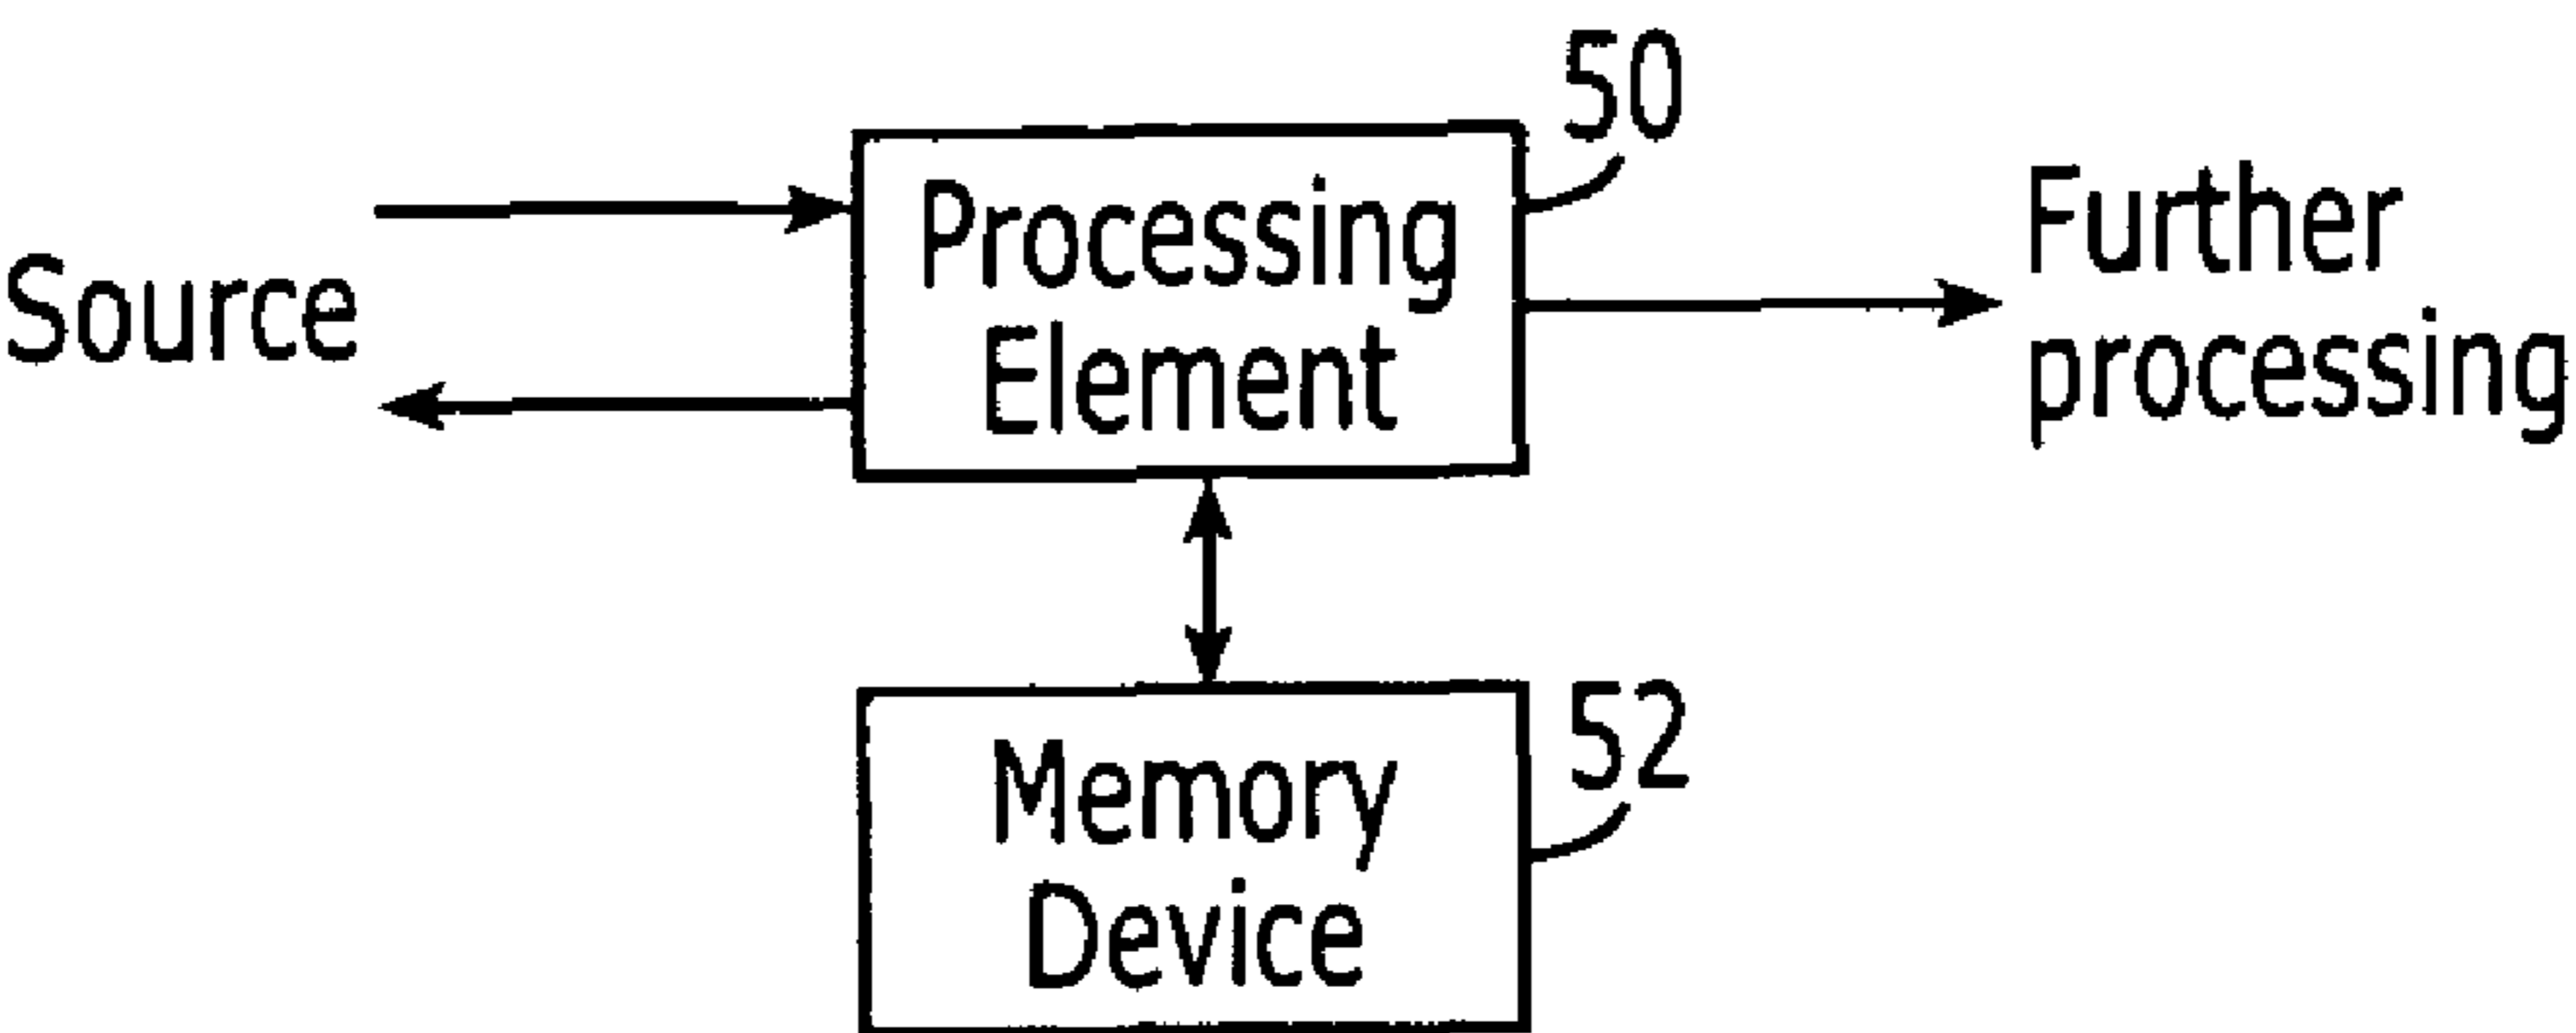 50
Processing
Element
Source
Further
processing
52
Memory
Device